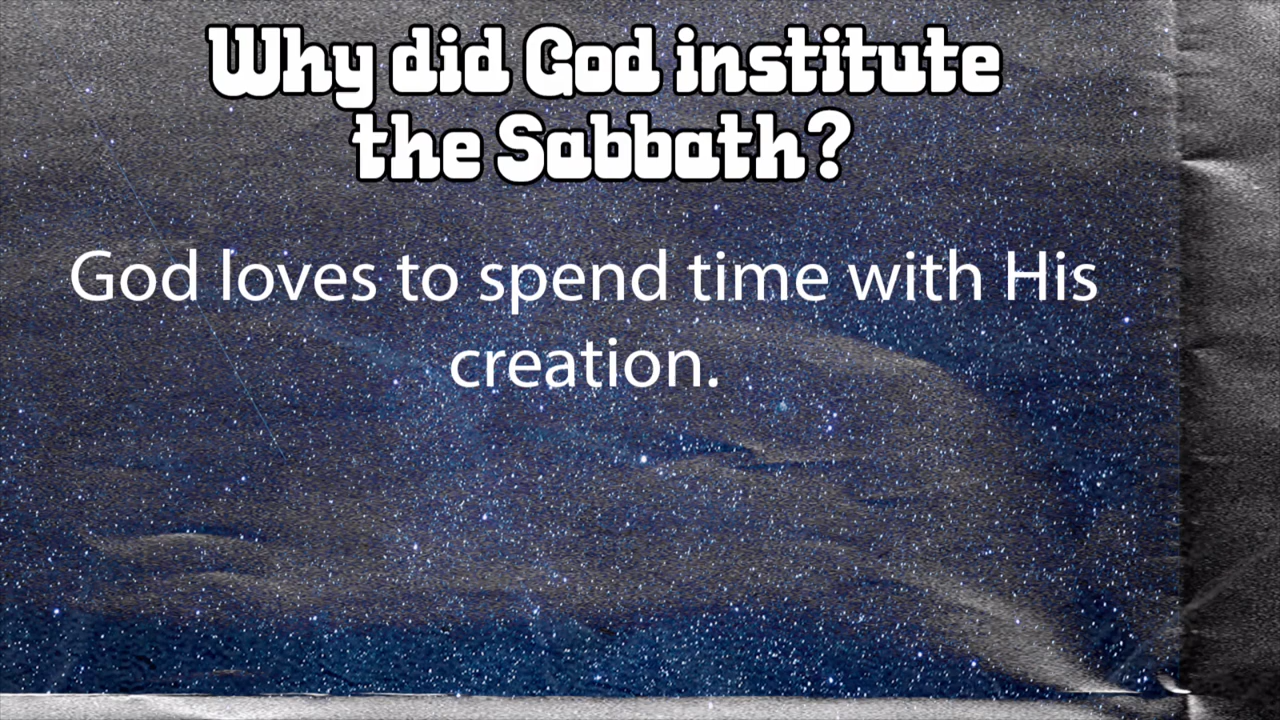 Why did God institute
the Sabbath?
God loves to spend time with His
creation.